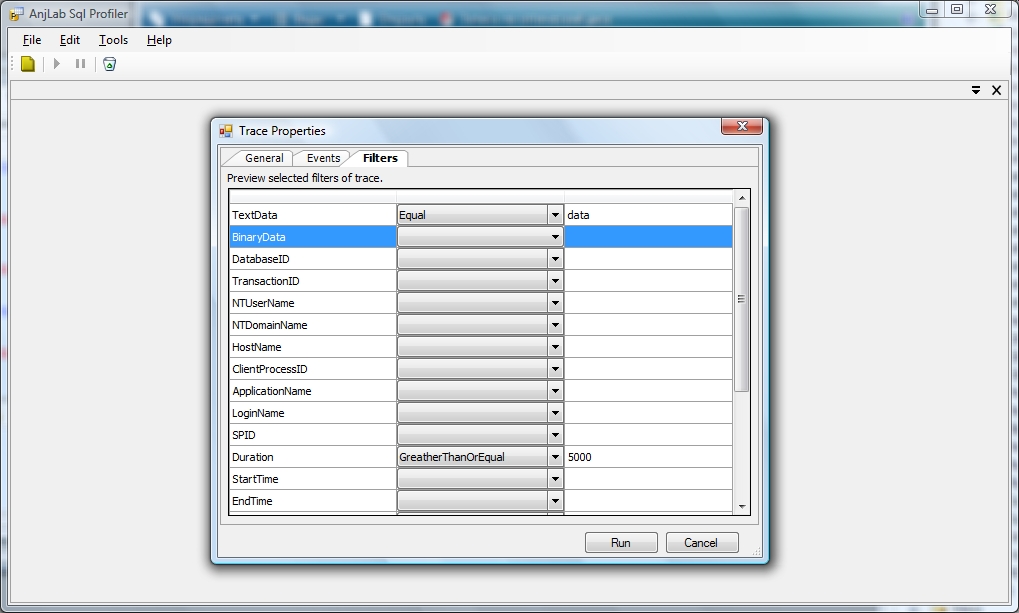 AnjLab Sql Profiler
File Edit Tools Help
Trace Properties
General Events Filters
Preview selected filters of trace.
TextData Equal data
BinaryData
DatabaseID
TransactionID
NTUserName
NTDomainName
HostName
ClientProcessID
ApplicationName
LoginName
SPID
Duration GreatherThanOrEqual 5000
StartTime
EndTime
Run Cancel